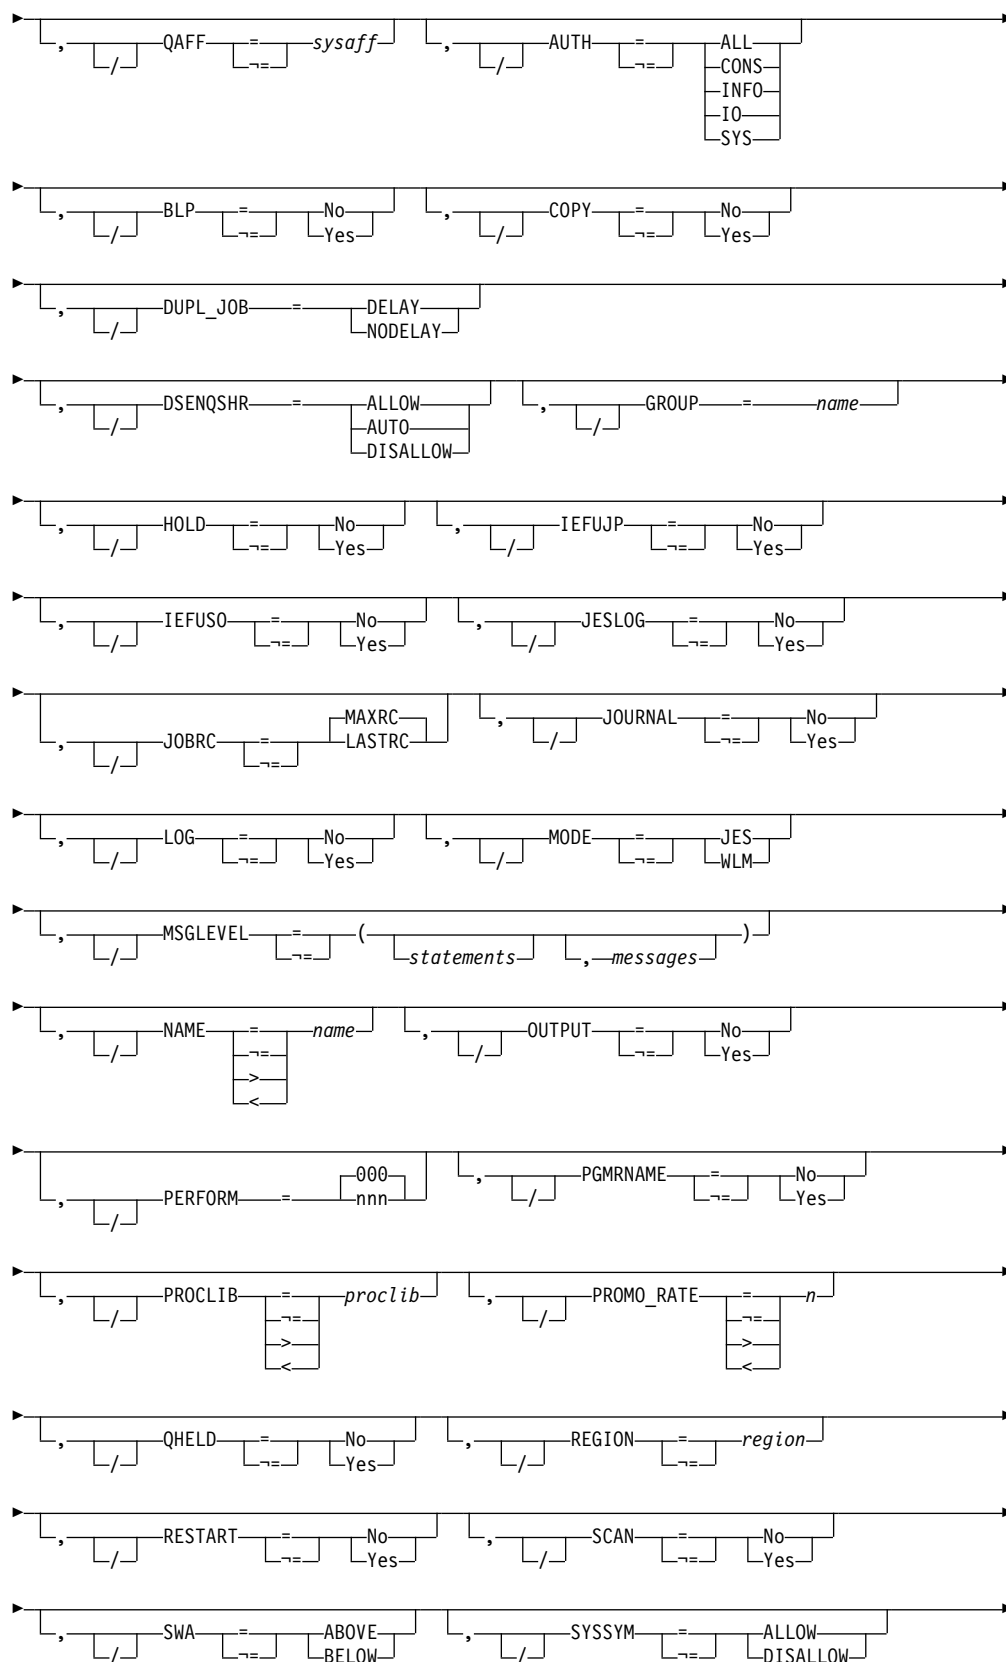 , / QAFF = sysaff , / AUTH = ALL
¬= ¬= CONS
INFO
IO
SYS
, / BLP = No , / COPY = No
¬= Yes ¬= Yes
, / DUPL_JOB = DELAY
NODELAY
, / DSENQSHR = ALLOW , / GROUP = name
AUTO
DISALLOW
, / HOLD = No , / IEFUJP = No
¬= Yes ¬= Yes
, / IEFUSO = No , / JESLOG = No
¬= Yes ¬= Yes
MAXRC , / JOURNAL = No
, / JOBRC = LASTRC ¬= Yes
¬=
, / LOG = No , / MODE = JES
¬= Yes ¬= WLM
, / MSGLEVEL = ( statements , messages )
¬=
, / NAME = name , / OUTPUT = No
¬= ¬= Yes
>
<
000 , / PGMRNAME = No
, / PERFORM = nnn ¬= Yes
, / PROCLIB = proclib , / PROMO_RATE = n
¬= ¬=
> >
< <
, / QHELD = No , / REGION = region
¬= Yes ¬=
, / RESTART = No , / SCAN = No
¬= Yes ¬= Yes
, / SWA = ABOVE , / SYSSYM = ALLOW
¬= BELOW ¬= DISALLOW